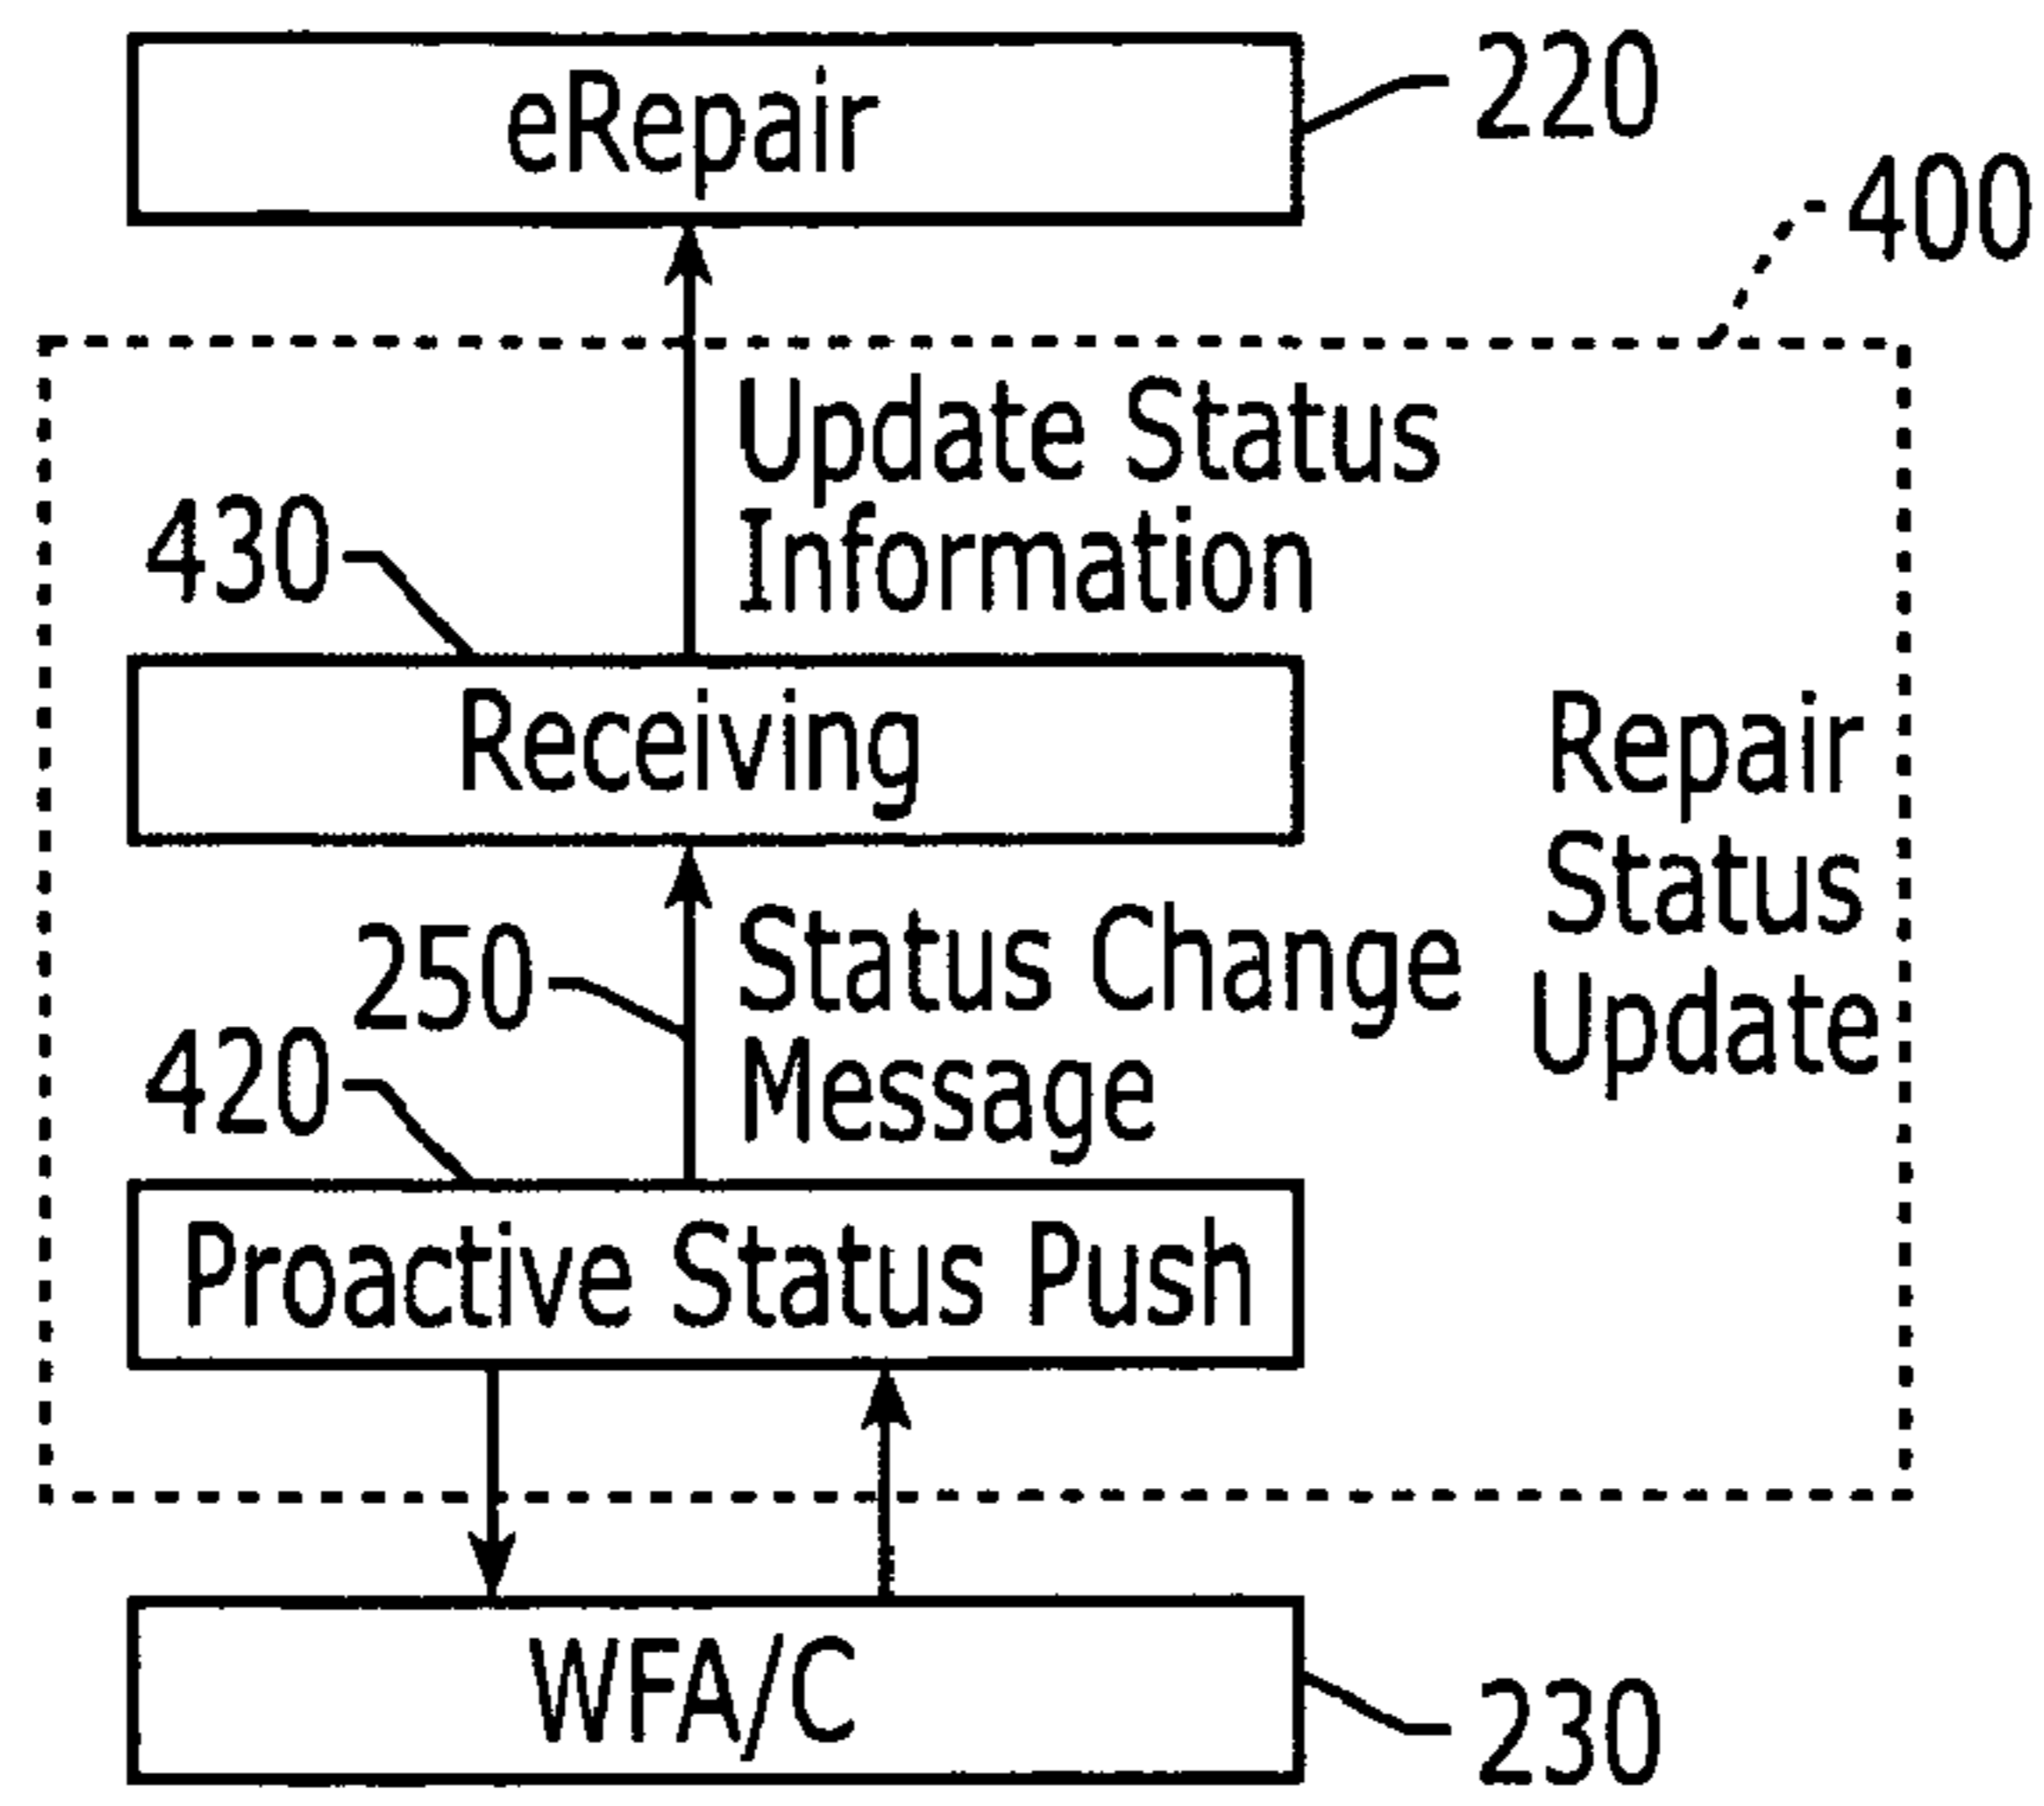 eRepair
220
400
Update Status
Information
430
Receiving
Repair
Status
Update
250
Status Change
Message
420
Proactive Status Push
WFA/C
230